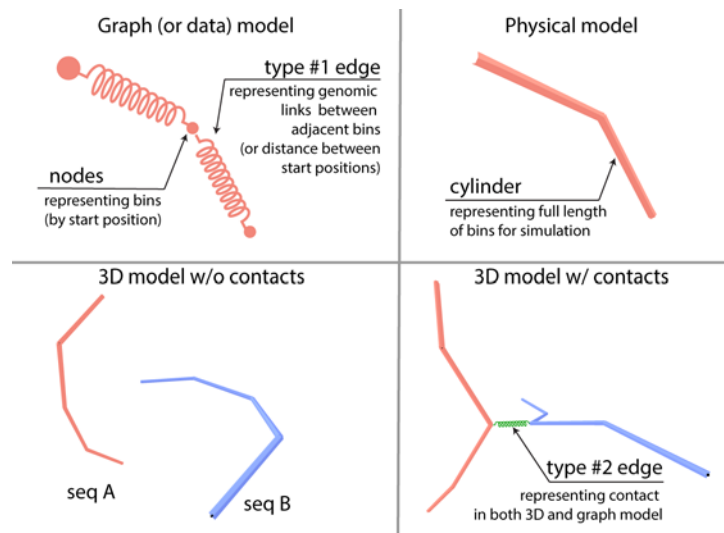 Graph (or data) model
type #1 edge
representing genomic
links between
adjacent bins
(or distance between
start positions)
nodes
representing bins
(by start position)
Physical model
cylinder
representing full length
of bins for simulation
3D model w/o contacts
seq A
seq B
3D model w/ contacts
type #2 edge
representing contact
in both 3D and graph model